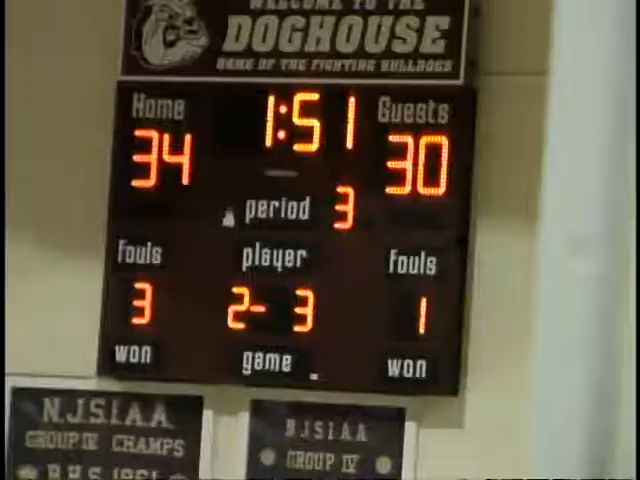 WELCOME TO THE
DOGHOUSE
HOME OF THE FIGHTING BULLDOGS
Home 1:51 Guests
34 30
period 3
Fouls player Fouls
3 2- 3 1
won game won
N.J.S.I.A.A. N.J.S.I.A.A.
GROUP IV CHAMPS GROUP IV
B.H.S.